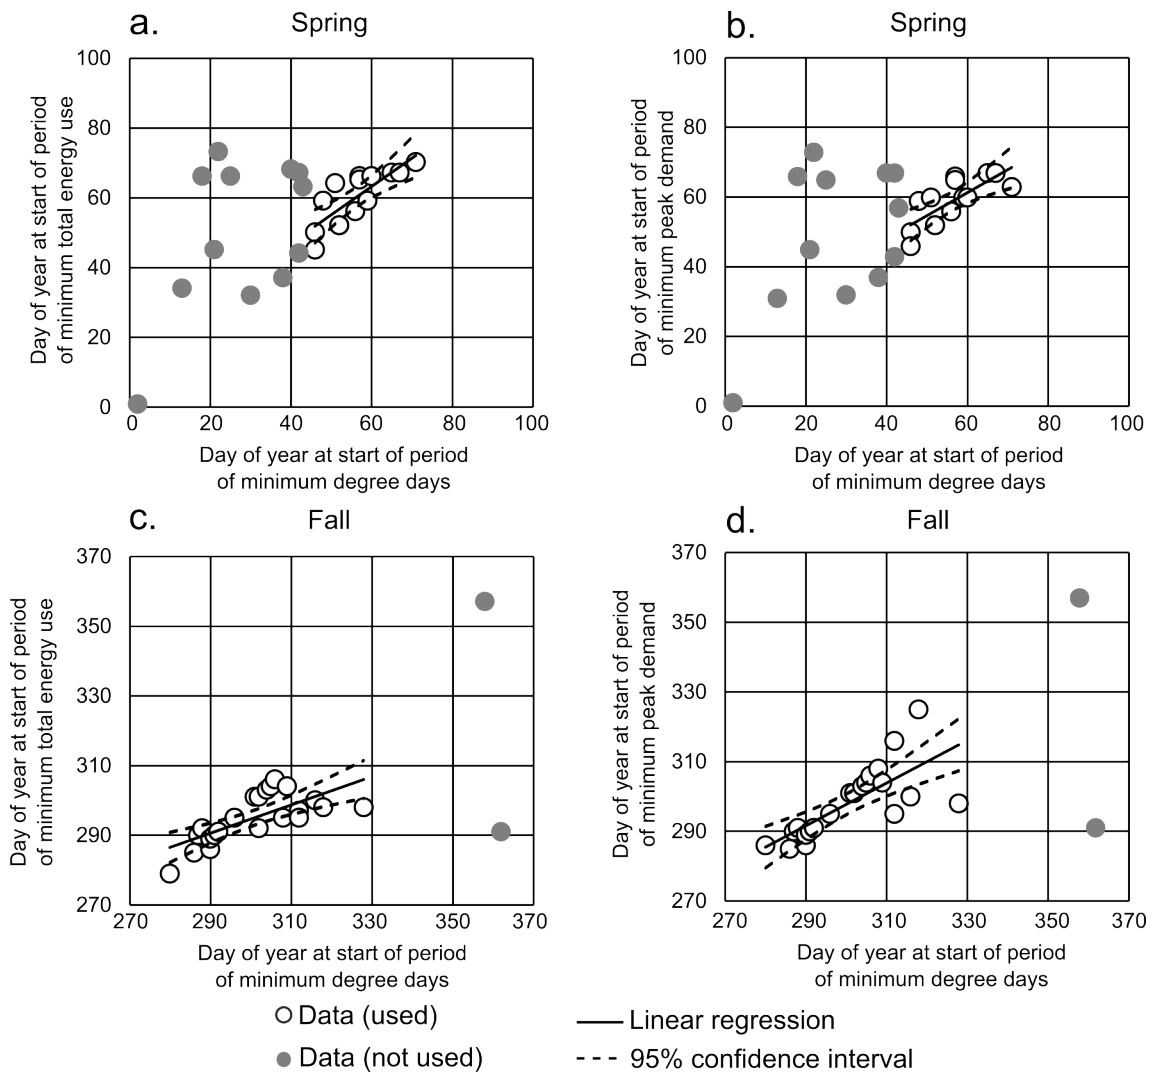 a.
Spring
100
80
60
40
20
0
0 20 40 60 80 100
Day of year at start of period
of minimum total energy use
Day of year at start of period
of minimum degree days
b.
Spring
100
80
60
40
20
0
0 20 40 60 80 100
Day of year at start of period
of minimum peak demand
Day of year at start of period
of minimum degree days
c.
Fall
370
350
330
310
290
270
270 290 310 330 350 370
Day of year at start of period
of minimum total energy use
Day of year at start of period
of minimum degree days
d.
Fall
370
350
330
310
290
270
270 290 310 330 350 370
Day of year at start of period
of minimum peak demand
Day of year at start of period
of minimum degree days
Data (used)
Data (not used)
Linear regression
95% confidence interval